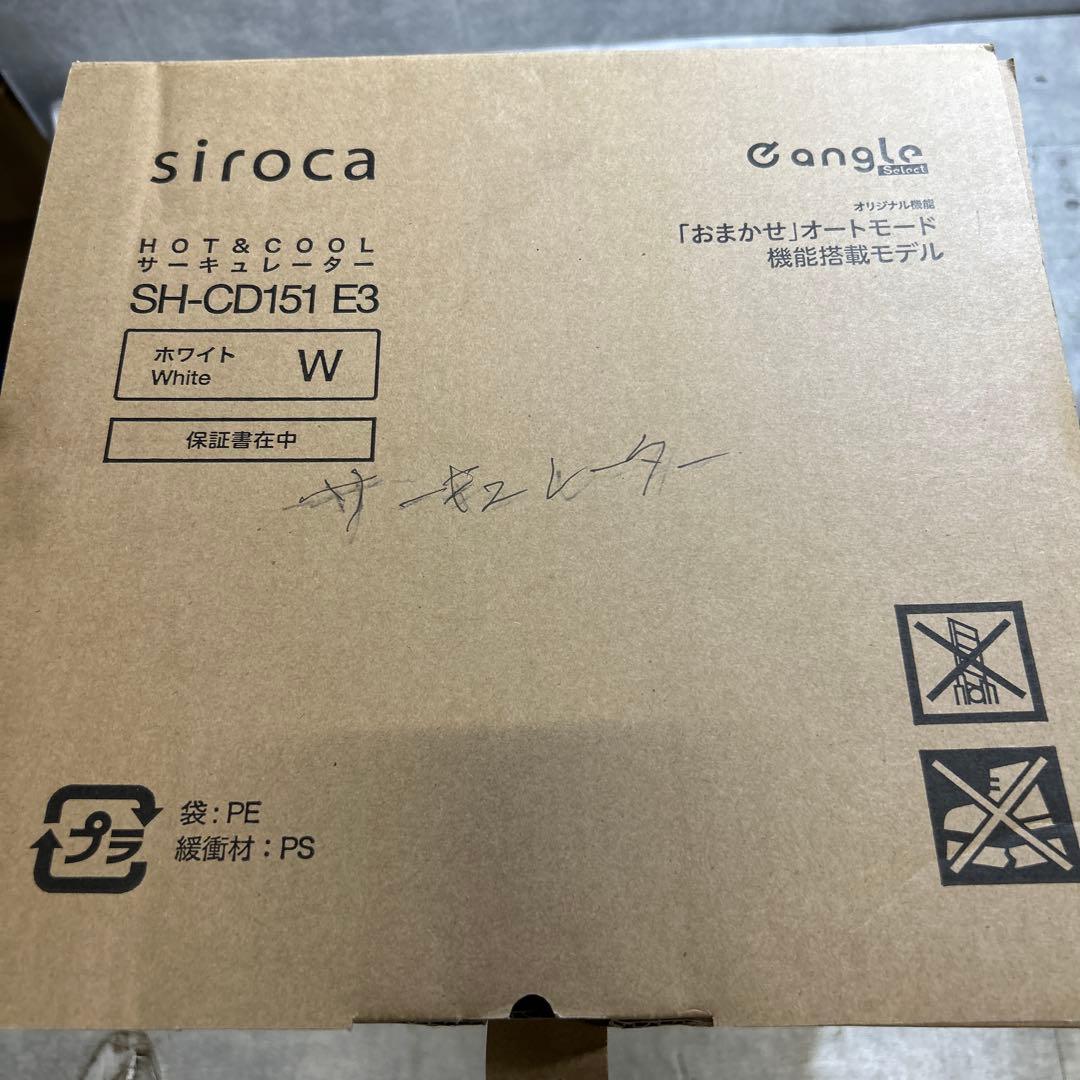 siroca
HOT&COOL
サーキュレーター
SH-CD151 E3
ホワイト
White
W
保証書在中
e angle
Select
オリジナル機能
「おまかせ」オートモード
機能搭載モデル
サーキュレーター
プラ
袋:PE
緩衝材:PS